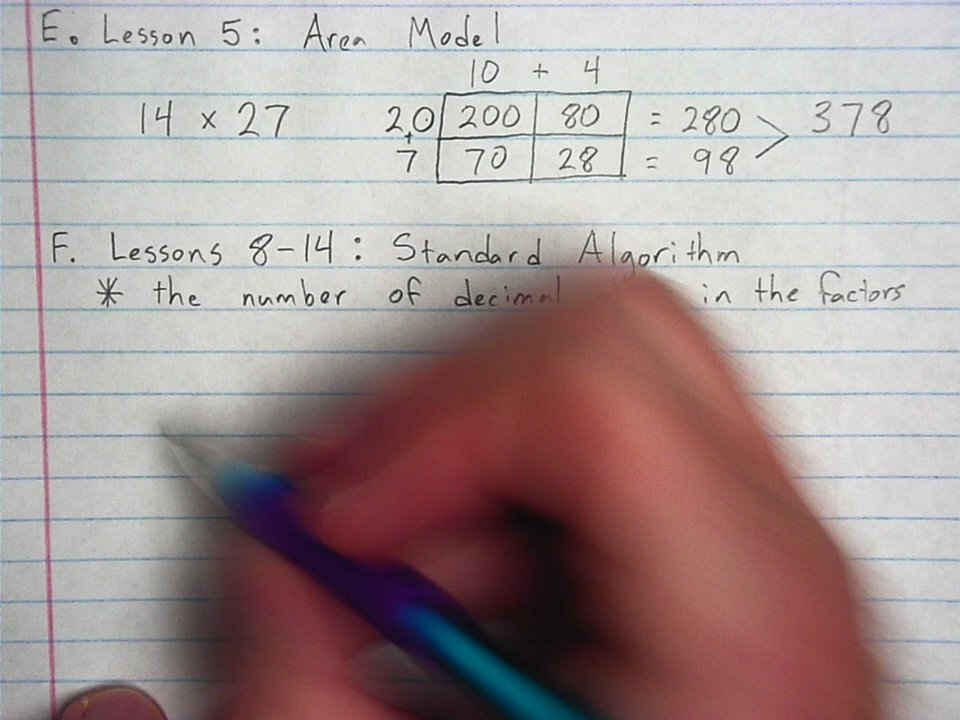 E. Lesson 5: Area Model
10 + 4
14 x 27 20 200 80 = 280 > 378
+
7 70 28 = 98
F. Lessons 8-14: Standard Algorithm
* the number of decimal in the factors